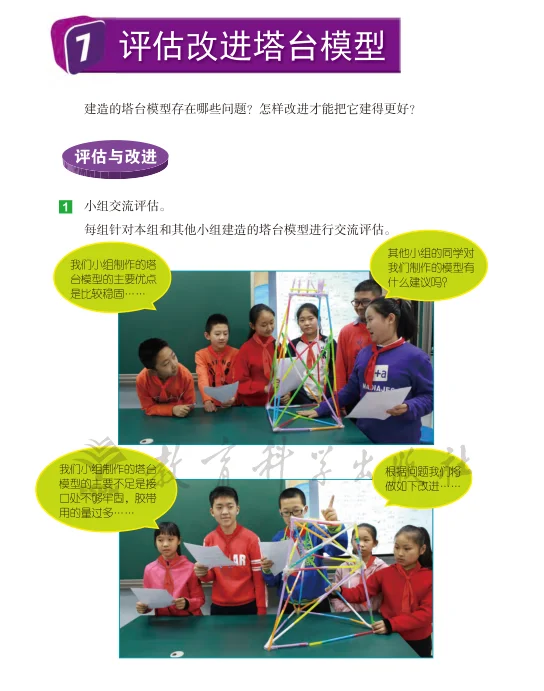 7 评估改进塔台模型
建造的塔台模型存在哪些问题？怎样改进才能把它建得更好？
评估与改进
1 小组交流评估。
每组针对本组和其他小组建造的塔台模型进行交流评估。
我们小组制作的塔
台模型的主要优点
是比较稳固……
其他小组的同学对
我们制作的模型有
什么建议吗？
教育科学出版社
我们小组制作的塔台
模型的主要不足是接
口处不够牢固，胶带
用的量过多……
根据问题我们将
做如下改进……